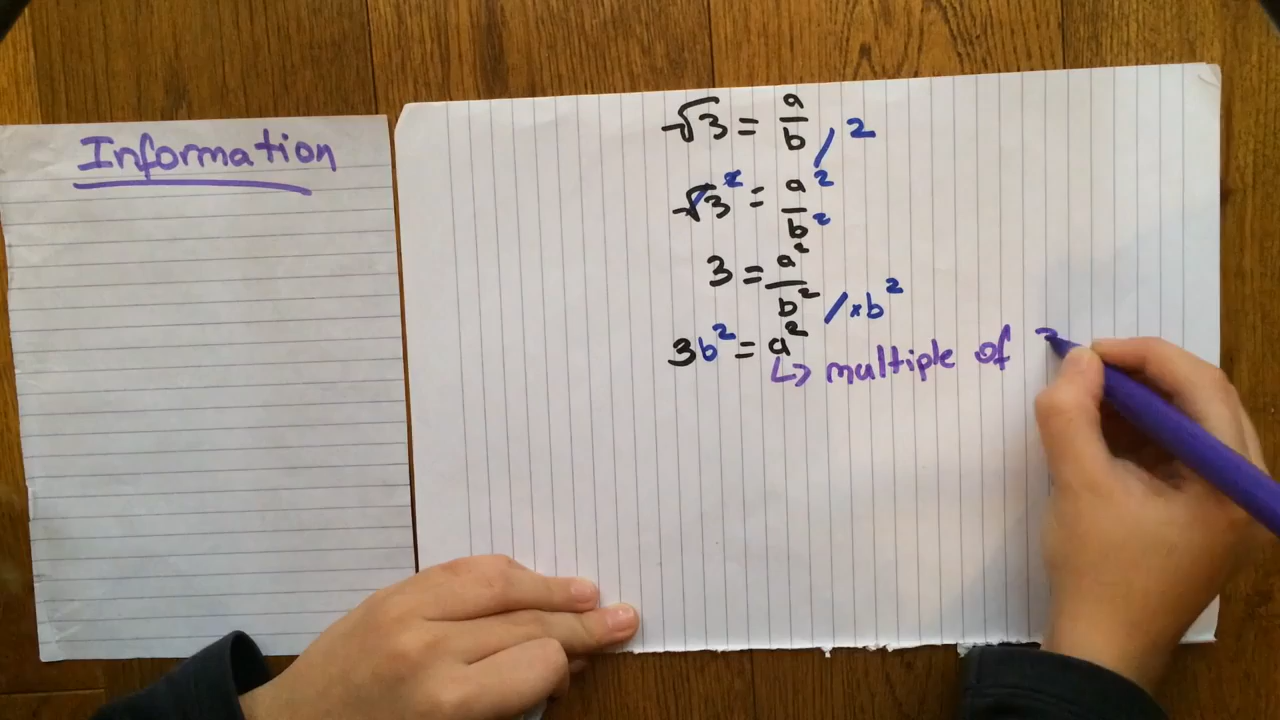 Information
√3 = a/b / 2
√3² = a²/b²
3 = a²/b² / ×b²
3b² = a²
↳ multiple of